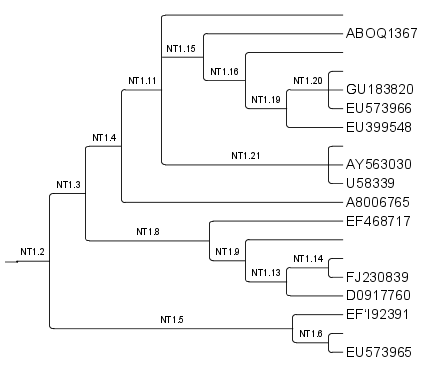 ABOQ1367
NT1.15
NT1.16
NT1.11
NT1.20
GU183820
NT1.19
EU573966
EU399548
NT1.4
NT1.21
AY563030
U58339
NT1.3
A8006765
EF468717
NT1.8
NT1.2
NT1.9
NT1.14
NT1.13
FJ230839
D0917760
NT1.5
EF'I92391
NT1.6
EU573965